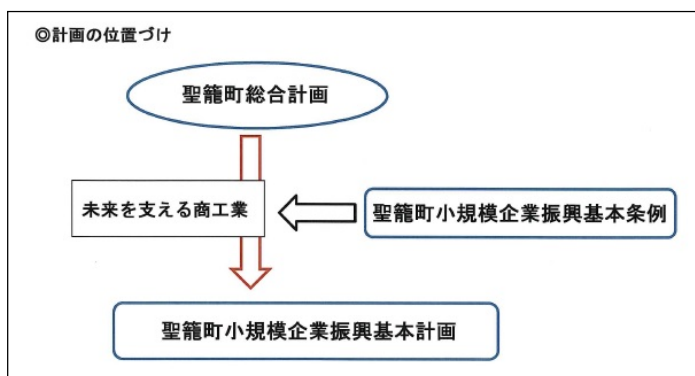 ◎計画の位置づけ
聖籠町総合計画
未来を支える商工業
聖籠町小規模企業振興基本条例
聖籠町小規模企業振興基本計画